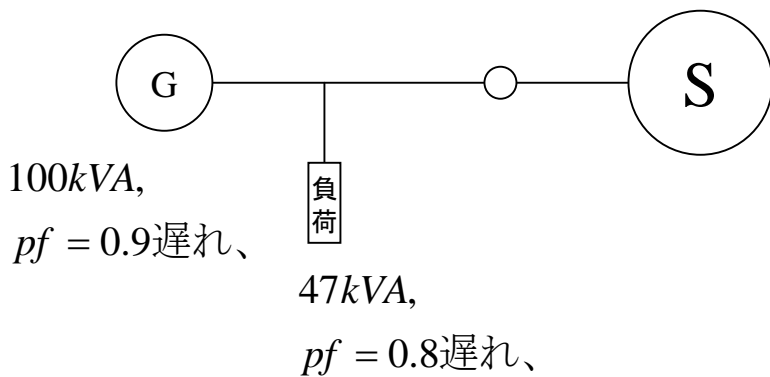 G
S
100kVA,
pf = 0.9遅れ、
負荷
47kVA,
pf = 0.8遅れ、